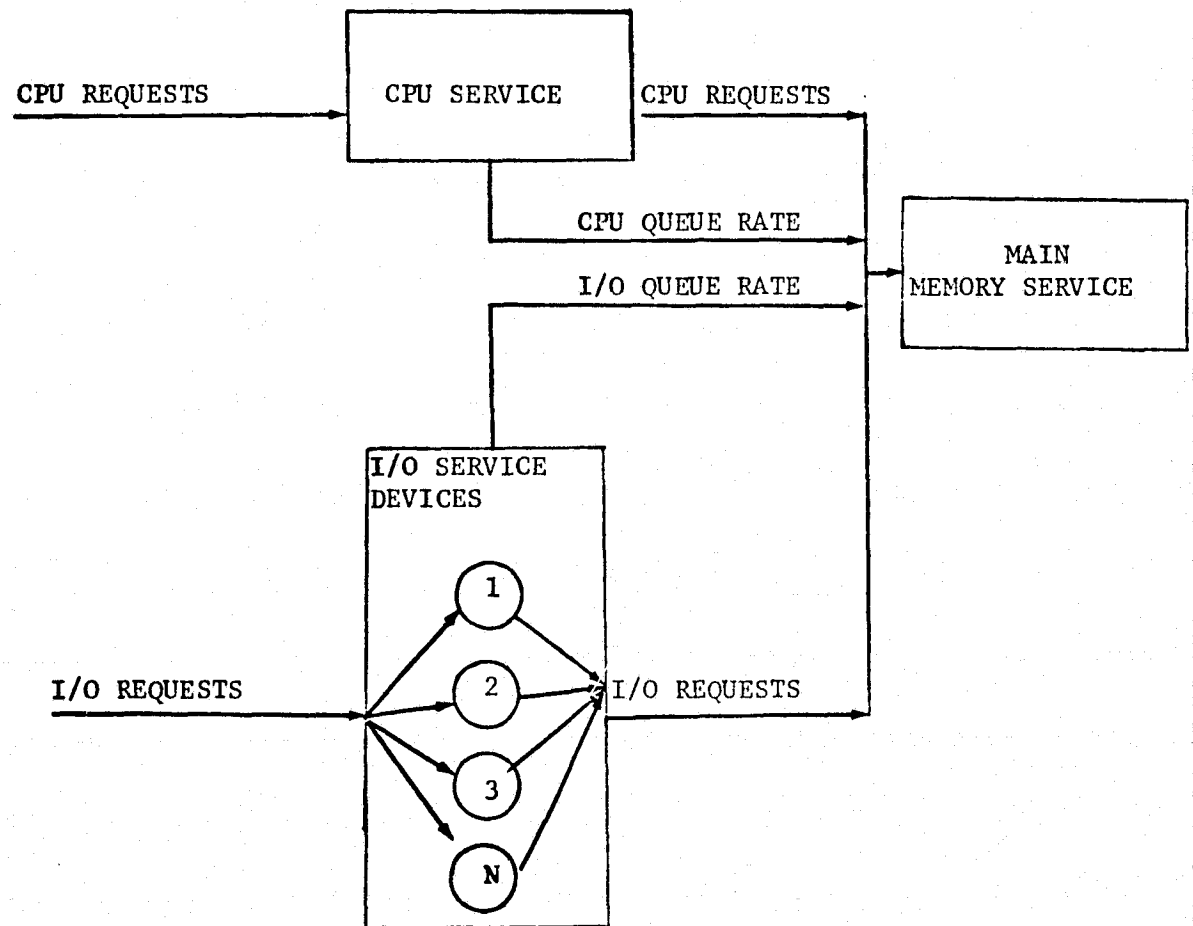 CPU REQUESTS
CPU SERVICE
CPU REQUESTS
CPU QUEUE RATE
I/O QUEUE RATE
MAIN
MEMORY SERVICE
I/O SERVICE
DEVICES
1
2
3
N
I/O REQUESTS
I/O REQUESTS